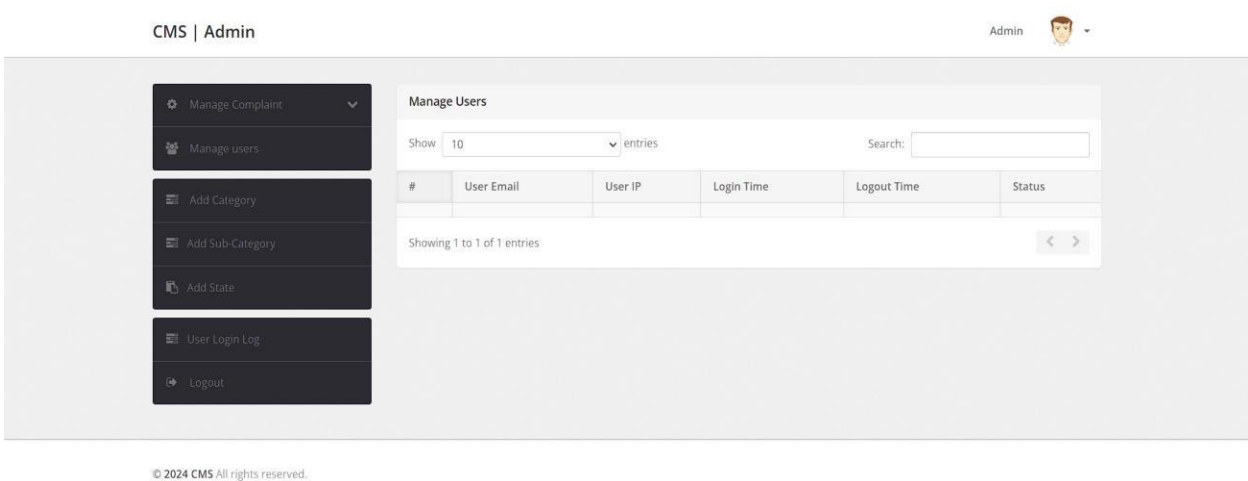 CMS | Admin
Admin
Manage Complaint
Manage users
Add Category
Add Sub-Category
Add State
User Login Log
Logout
Manage Users
Show 10 entries
Search:
# User Email User IP Login Time Logout Time Status
Showing 1 to 1 of 1 entries
© 2024 CMS All rights reserved.